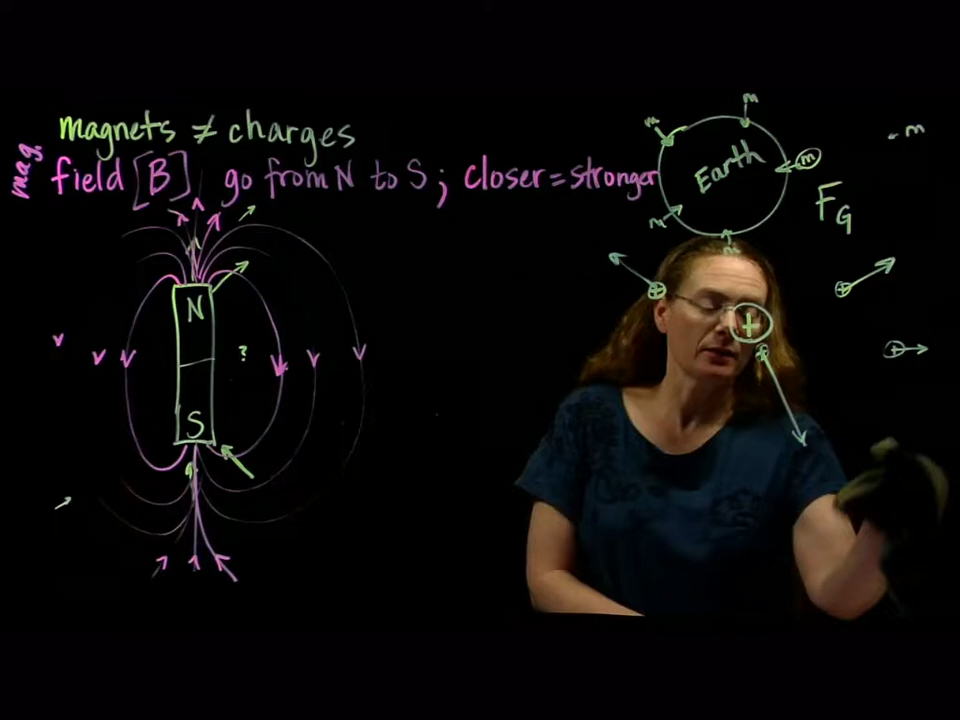 magnets ≠ charges
mag.
field [B] go from N to S; closer = stronger
N
?
S
m
m
m
m
m
m
Earth
F_G
+
+
+
+
+